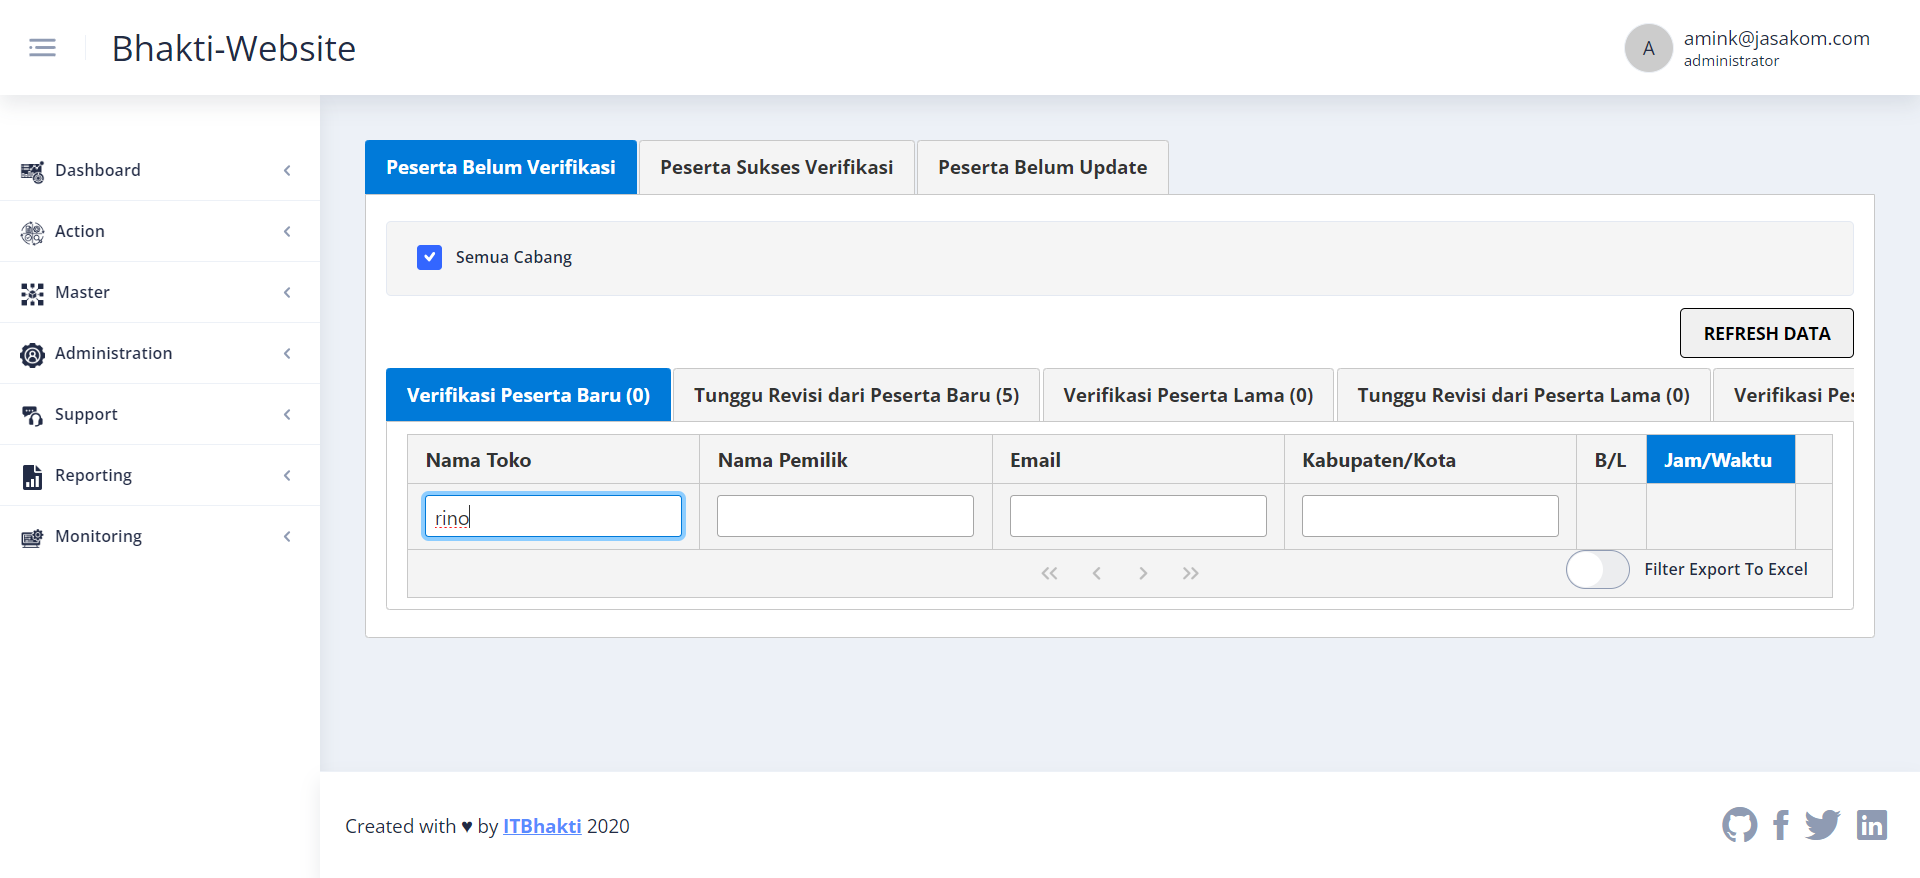 Bhakti-Website
A
amink@jasakom.com
administrator
Dashboard
Action
Master
Administration
Support
Reporting
Monitoring
Peserta Belum Verifikasi
Peserta Sukses Verifikasi
Peserta Belum Update
Semua Cabang
REFRESH DATA
Verifikasi Peserta Baru (0)
Tunggu Revisi dari Peserta Baru (5)
Verifikasi Peserta Lama (0)
Tunggu Revisi dari Peserta Lama (0)
Verifikasi Pes
Nama Toko
Nama Pemilik
Email
Kabupaten/Kota
B/L
Jam/Waktu
rino
Filter Export To Excel
Created with ♥ by ITBhakti 2020